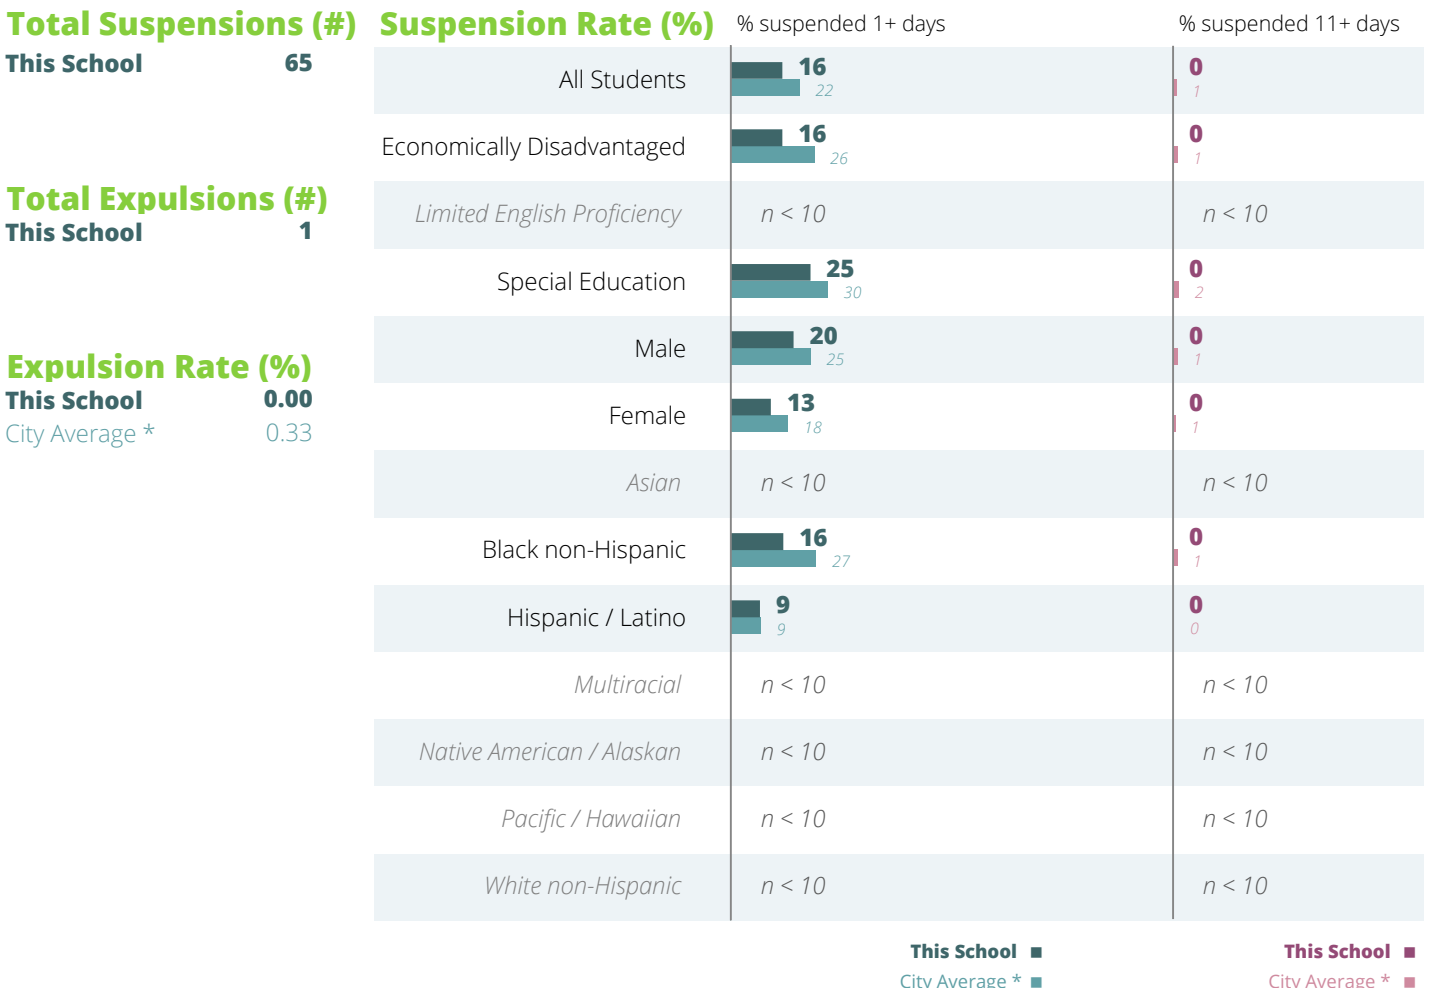 Total Suspensions (#)
This School 65
Total Expulsions (#)
This School 1
Expulsion Rate (%)
This School 0.00
City Average * 0.33
Suspension Rate (%) % suspended 1+ days % suspended 11+ days
All Students 16 0
22 1
Economically Disadvantaged 16 0
26 1
Limited English Proficiency n < 10 n < 10
Special Education 25 0
30 2
Male 20 0
25 1
Female 13 0
18 1
Asian n < 10 n < 10
Black non-Hispanic 16 0
27 1
Hispanic / Latino 9 0
9 0
Multiracial n < 10 n < 10
Native American / Alaskan n < 10 n < 10
Pacific / Hawaiian n < 10 n < 10
White non-Hispanic n < 10 n < 10
This School This School
City Average * City Average *